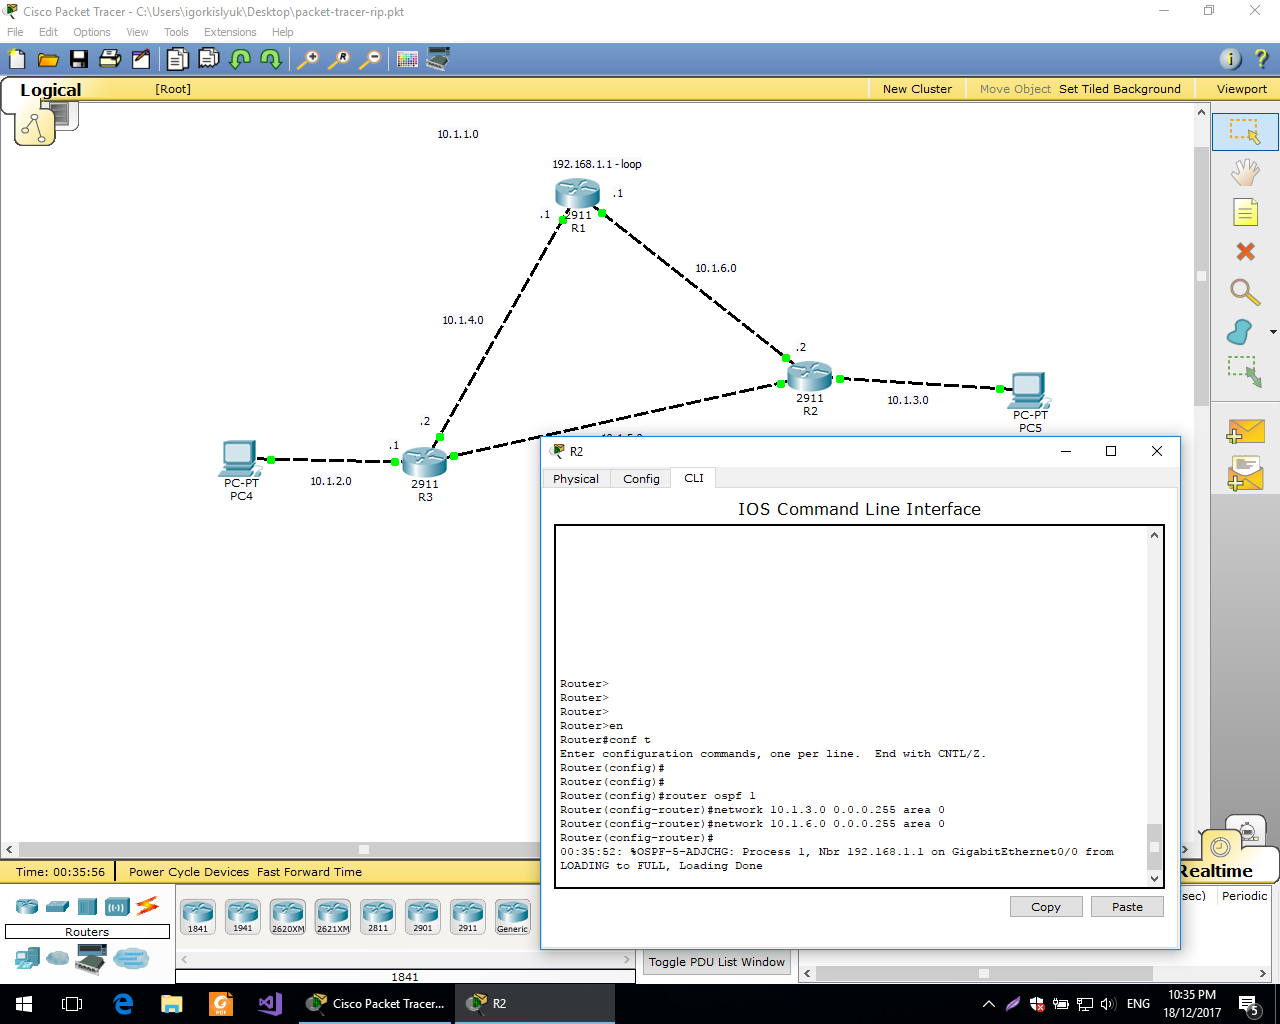 Cisco Packet Tracer - C:\Users\igorkislyuk\Desktop\packet-tracer-rip.pkt
File Edit Options View Tools Extensions Help
Logical [Root] New Cluster Move Object Set Tiled Background Viewport
10.1.1.0
192.168.1.1 - loop
.1
.1
2911
R1
10.1.6.0
10.1.4.0
.2
2911
R2
10.1.3.0
PC-PT
PC5
.2
.1
2911
R3
10.1.2.0
PC-PT
PC4
R2
Physical Config CLI
IOS Command Line Interface
Router>
Router>
Router>
Router>en
Router#conf t
Enter configuration commands, one per line.  End with CNTL/Z.
Router(config)#
Router(config)#
Router(config)#router ospf 1
Router(config-router)#network 10.1.3.0 0.0.0.255 area 0
Router(config-router)#network 10.1.6.0 0.0.0.255 area 0
Router(config-router)#
00:35:52: %OSPF-5-ADJCHG: Process 1, Nbr 192.168.1.1 on GigabitEthernet0/0 from
LOADING to FULL, Loading Done
Copy Paste
Time: 00:35:56 Power Cycle Devices Fast Forward Time
Realtime
Routers
1841 1941 2620XM 2621XM 2811 2901 2911 Generic
1841
sec) Periodic
Toggle PDU List Window
Cisco Packet Tracer... R2
ENG
10:35 PM
18/12/2017
5